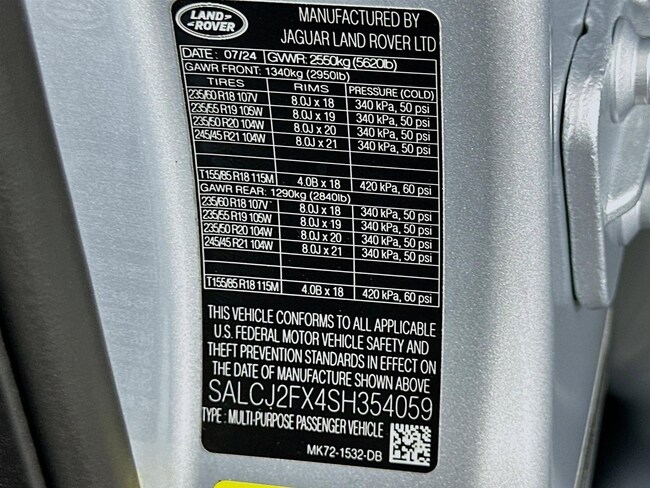 LAND
ROVER
MANUFACTURED BY
JAGUAR LAND ROVER LTD
DATE: 07/24 GVWR: 2550kg (5620lb)
GAWR FRONT: 1340kg (2950lb)
TIRES RIMS PRESSURE (COLD)
235/60 R18 107V 8.0J x 18 340 kPa, 50 psi
235/55 R19 105W 8.0J x 19 340 kPa, 50 psi
235/50 R20 104W 8.0J x 20 340 kPa, 50 psi
245/45 R21 104W 8.0J x 21 340 kPa, 50 psi
T155/85 R18 115M 4.0B x 18 420 kPa, 60 psi
GAWR REAR: 1290kg (2840lb)
235/60 R18 107V 8.0J x 18 340 kPa, 50 psi
235/55 R19 105W 8.0J x 19 340 kPa, 50 psi
235/50 R20 104W 8.0J x 20 340 kPa, 50 psi
245/45 R21 104W 8.0J x 21 340 kPa, 50 psi
T155/85 R18 115M 4.0B x 18 420 kPa, 60 psi
THIS VEHICLE CONFORMS TO ALL APPLICABLE
U.S. FEDERAL MOTOR VEHICLE SAFETY AND
THEFT PREVENTION STANDARDS IN EFFECT ON
THE DATE OF MANUFACTURE SHOWN ABOVE
SALCJ2FX4SH354059
TYPE : MULTI-PURPOSE PASSENGER VEHICLE
MK72-1532-DB